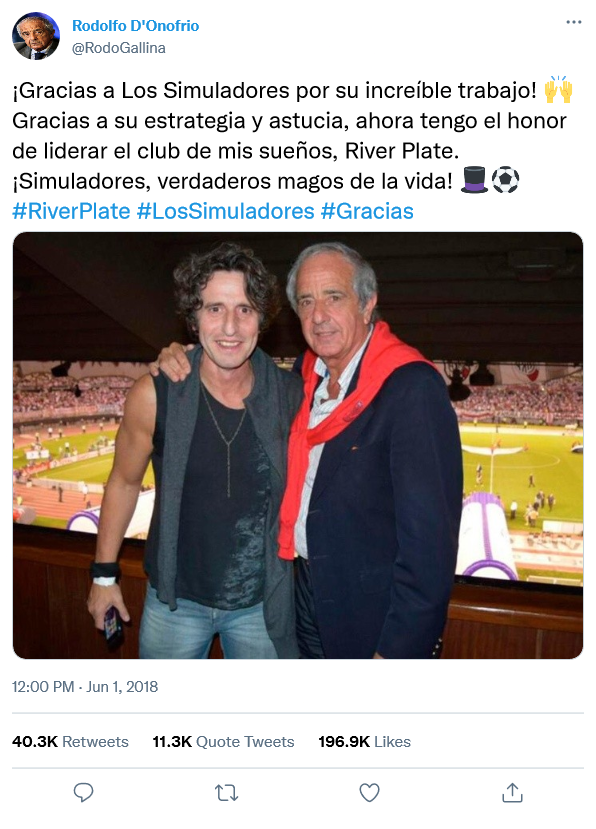 Rodolfo D'Onofrio
@RodoGallina
¡Gracias a Los Simuladores por su increíble trabajo! 🙌
Gracias a su estrategia y astucia, ahora tengo el honor
de liderar el club de mis sueños, River Plate.
¡Simuladores, verdaderos magos de la vida! 🎩⚽
#RiverPlate #LosSimuladores #Gracias
12:00 PM · Jun 1, 2018
40.3K Retweets 11.3K Quote Tweets 196.9K Likes